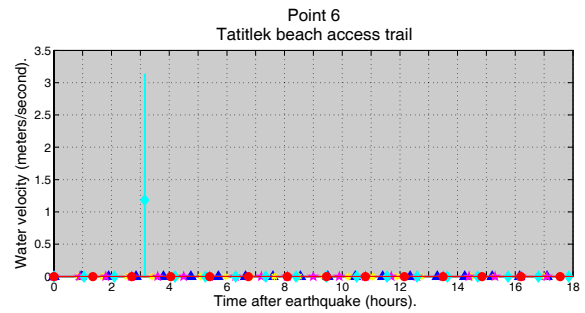 Point 6
Tatitlek beach access trail
3.5
3
2.5
2
1.5
1
0.5
0
0 2 4 6 8 10 12 14 16 18
Water velocity (meters/second).
Time after earthquake (hours).